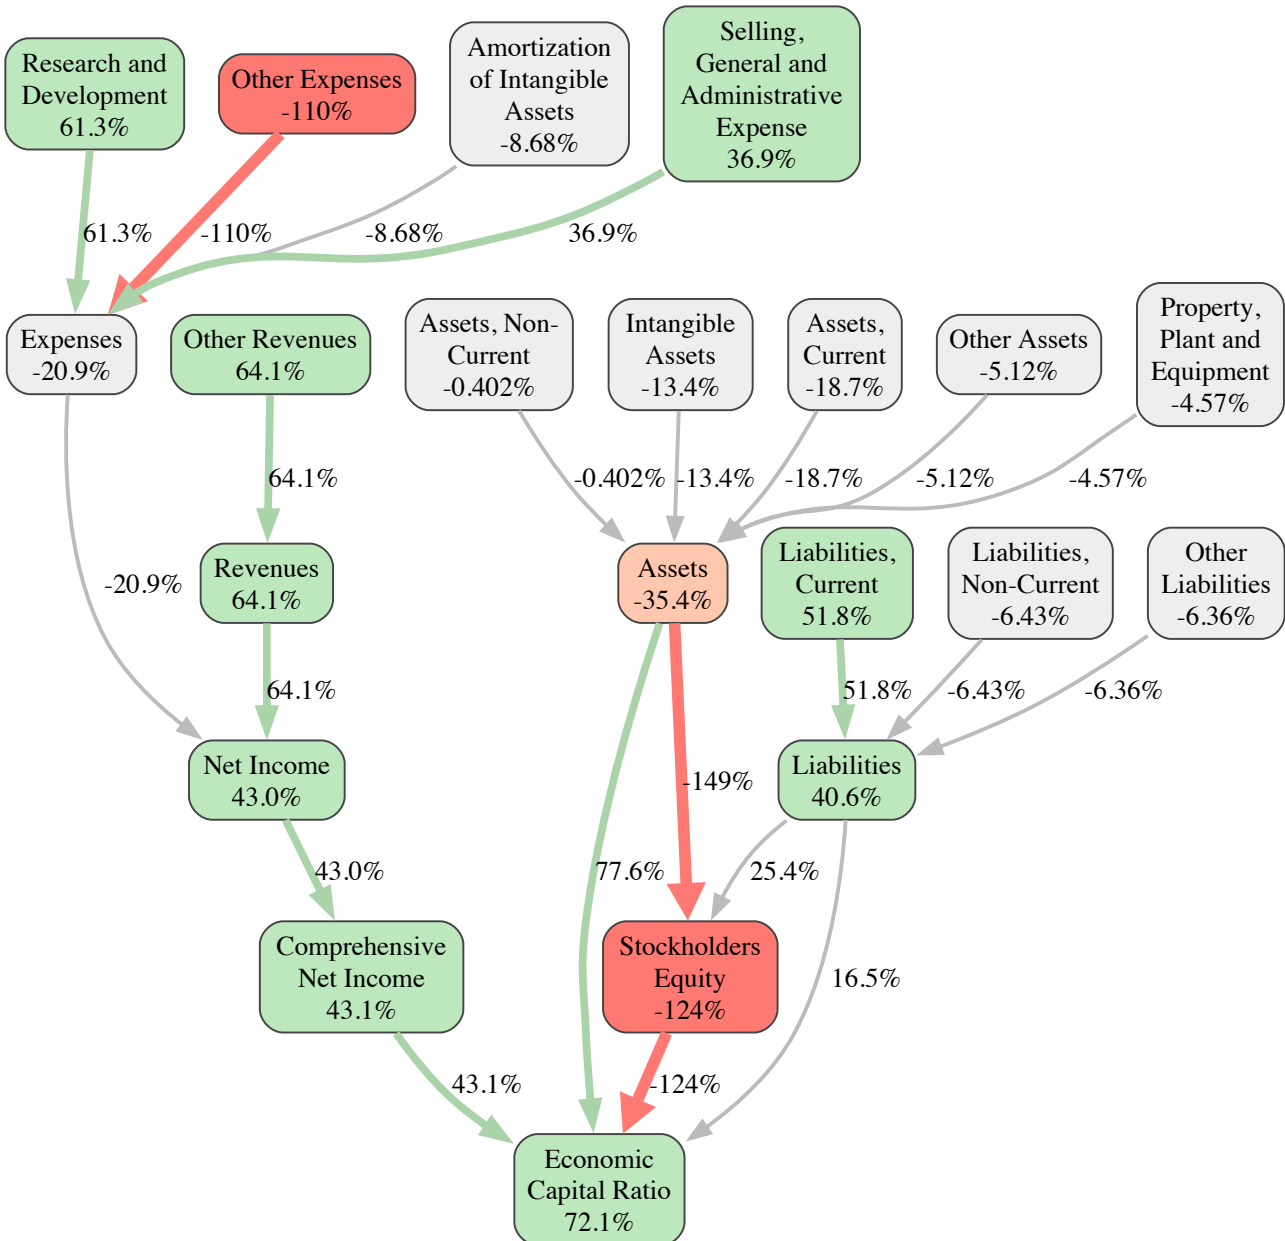 Research and
Development
61.3%
Other Expenses
-110%
Amortization
of Intangible
Assets
-8.68%
Selling,
General and
Administrative
Expense
36.9%
61.3%
-110%
-8.68%
36.9%
Expenses
-20.9%
Other Revenues
64.1%
Assets, Non-
Current
-0.402%
Intangible
Assets
-13.4%
Assets,
Current
-18.7%
Other Assets
-5.12%
Property,
Plant and
Equipment
-4.57%
64.1%
-0.402%
-13.4%
-18.7%
-5.12%
-4.57%
-20.9%
Revenues
64.1%
Assets
-35.4%
Liabilities,
Current
51.8%
Liabilities,
Non-Current
-6.43%
Other
Liabilities
-6.36%
64.1%
51.8%
-6.43%
-6.36%
Net Income
43.0%
-149%
Liabilities
40.6%
43.0%
77.6%
25.4%
Comprehensive
Net Income
43.1%
Stockholders
Equity
-124%
16.5%
43.1%
-124%
Economic
Capital Ratio
72.1%